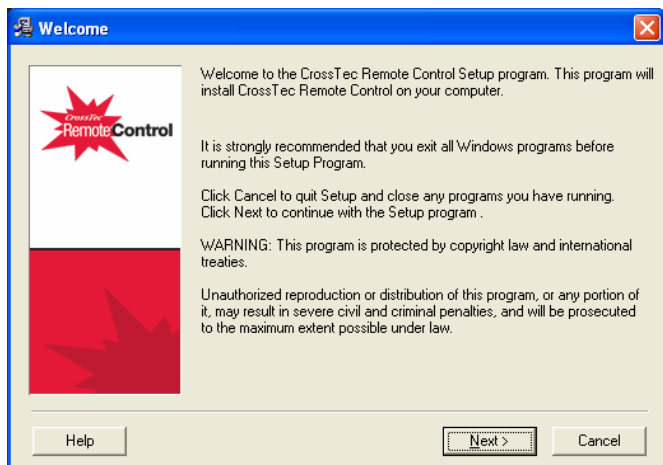 Welcome
CrossTec
RemoteControl
Welcome to the CrossTec Remote Control Setup program. This program will
install CrossTec Remote Control on your computer.
It is strongly recommended that you exit all Windows programs before
running this Setup Program.
Click Cancel to quit Setup and close any programs you have running.
Click Next to continue with the Setup program .
WARNING: This program is protected by copyright law and international
treaties.
Unauthorized reproduction or distribution of this program, or any portion of
it, may result in severe civil and criminal penalties, and will be prosecuted
to the maximum extent possible under law.
Help
Next >
Cancel